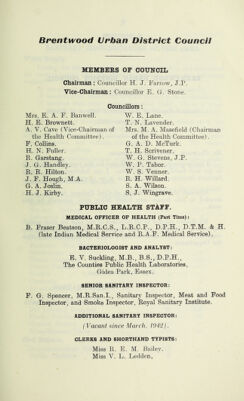 Brentwood Urban District Council
MEMBERS OF COUNCIL
Chairman : Councillor H. J. Farrow, J.P.
Vice-Chairman : Councillor E. G. Stone.
Councillors :
Mrs. E. A. F. Banwell.
H. E. Brownett.
A. V. Cave (Vice-Chairman of
the Health Committee).
F. Collins.
H. N. Fuller.
B. Garstang.
J. G. Handley.
R. R. Hilton.
J. F. Hough, M.A.
G. A. Joslin.
H. J. Kirby.
W. E. Lane.
T. N. Lavender.
Mrs. M. A. Masefield (Chairman
of the Health Committee).
G. A. D. McTurk.
T. H. Scrivener.
W. G. Stevens, J.P.
W. P. Tabor.
W. S. Venner.
R. H. Willard.
S. A. Wilson.
S. J. Wingrave.
PUBLIC HEALTH STAFF.
MEDICAL OFFICER OF HEALTH (Part Time) :
B. Fraser Beatson, M.R.C.S., L.R.C.P., D.P.H., D.T.M. & H.
(late Indian Medical Service and R.A.F. Medical Service).
BACTERIOLOGIST AND ANALYST :
E. V. Suckling, M.B., B.S., D.P.H.,
The Counties Public Health Laboratories,
Gidea Park, Essex.
SENIOR SANITARY INSPECTOR :
F. G. Spencer, M.R.San.I., Sanitary Inspector, Meat and Food
Inspector, and Smoke Inspector, Royal Sanitary Institute.
ADDITIONAL SANITARY INSPECTOR :
(Vacant since March, 1942).
CLERKS AND SHORTHAND TYPISTS :
Miss R. E. M. Bailey.
Miss V. L. Ledden.